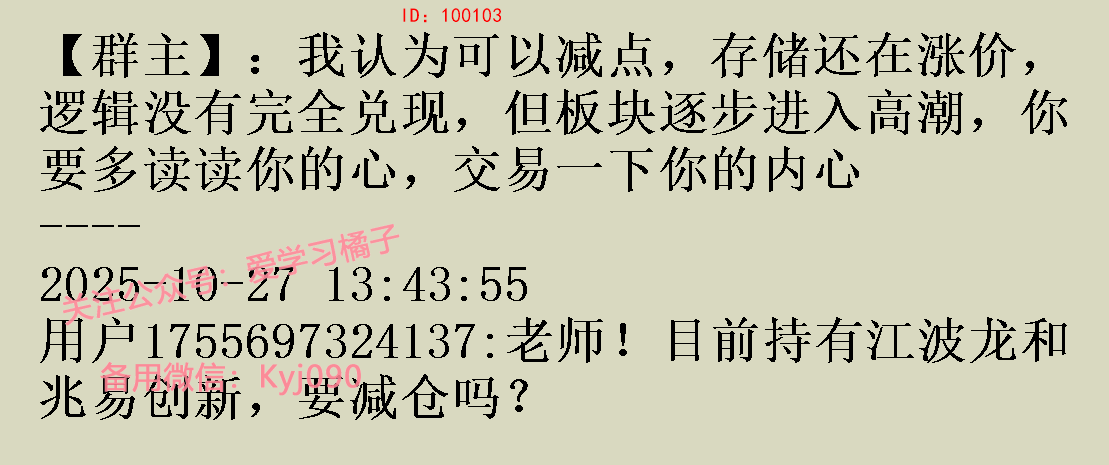 ID：100103
【群主】：我认为可以减点，存储还在涨价，
逻辑没有完全兑现，但板块逐步进入高潮，你
要多读读你的心，交易一下你的内心
----
关注公众号：爱学习橘子
2025-10-27 13:43:55
用户1755697324137:老师！目前持有江波龙和
备用微信：Kyj090
兆易创新，要减仓吗？